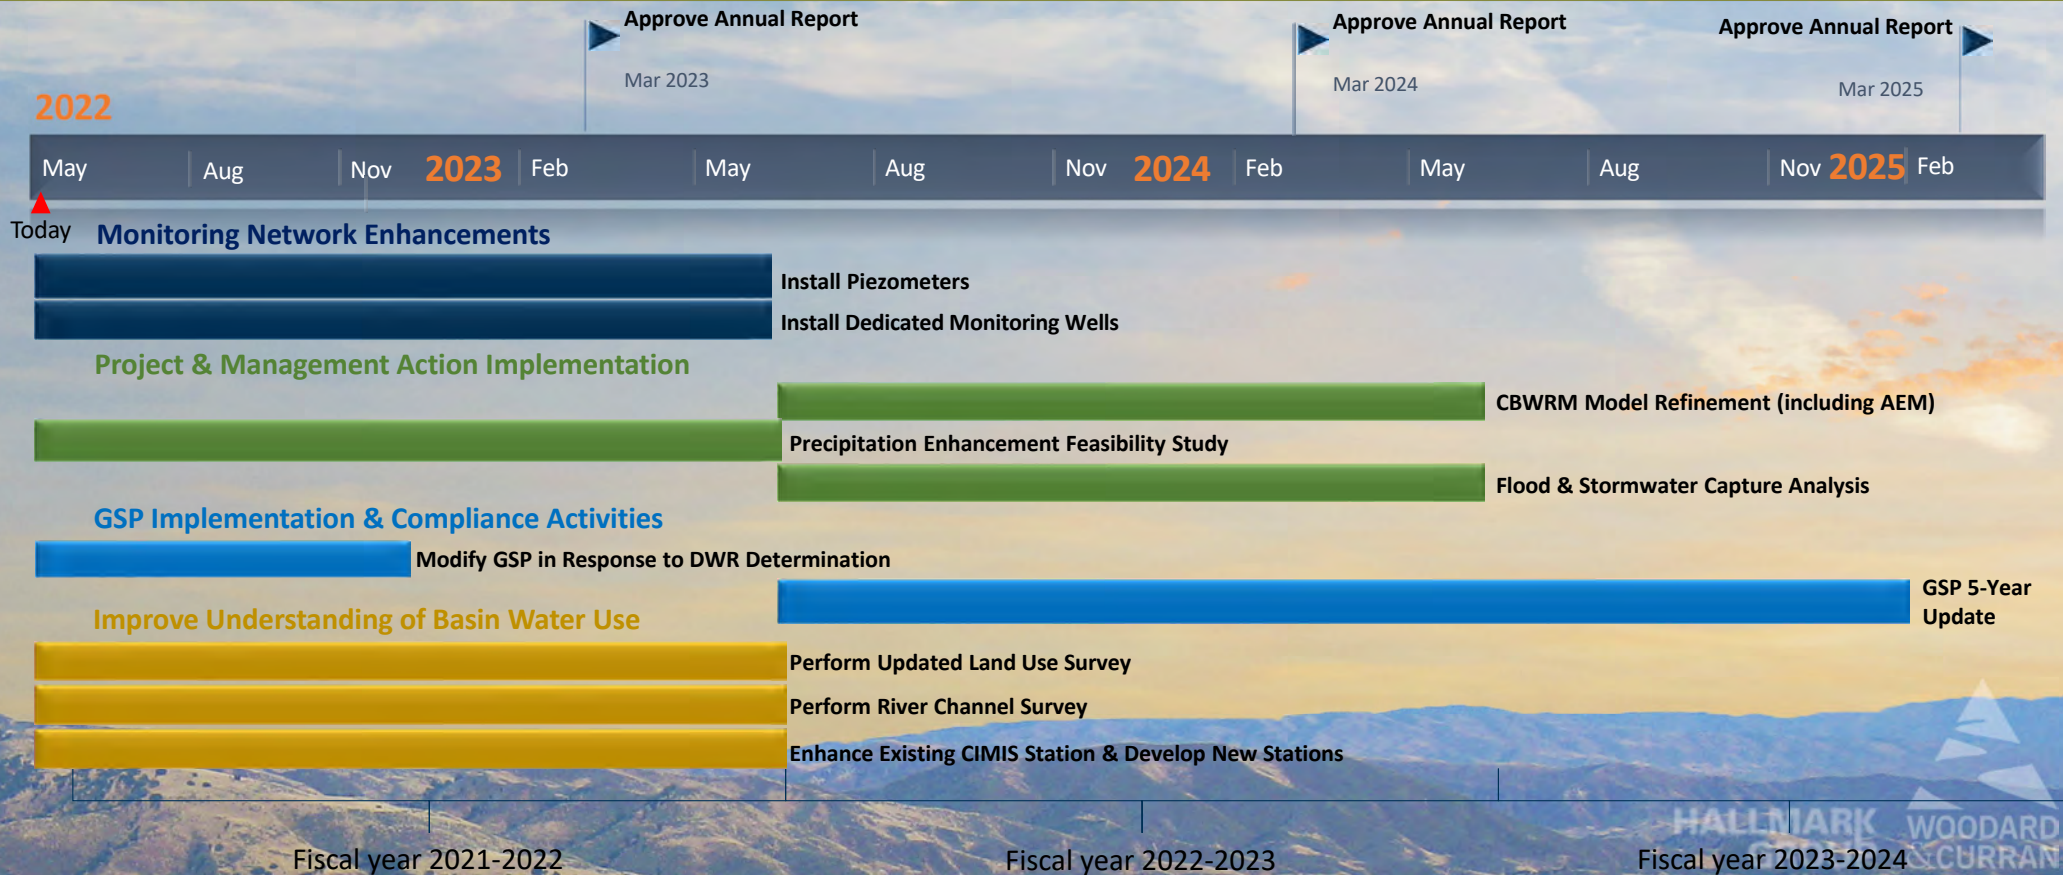 Approve Annual Report
Mar 2023
Approve Annual Report
Mar 2024
Approve Annual Report
Mar 2025
2022
May Aug Nov 2023 Feb May Aug Nov 2024 Feb May Aug Nov 2025 Feb
Today
Monitoring Network Enhancements
Install Piezometers
Install Dedicated Monitoring Wells
Project & Management Action Implementation
CBWRM Model Refinement (including AEM)
Precipitation Enhancement Feasibility Study
Flood & Stormwater Capture Analysis
GSP Implementation & Compliance Activities
Modify GSP in Response to DWR Determination
GSP 5-Year
Update
Improve Understanding of Basin Water Use
Perform Updated Land Use Survey
Perform River Channel Survey
Enhance Existing CIMIS Station & Develop New Stations
Fiscal year 2021-2022
Fiscal year 2022-2023
Fiscal year 2023-2024
HALLMARK
WOODARD
&CURRAN